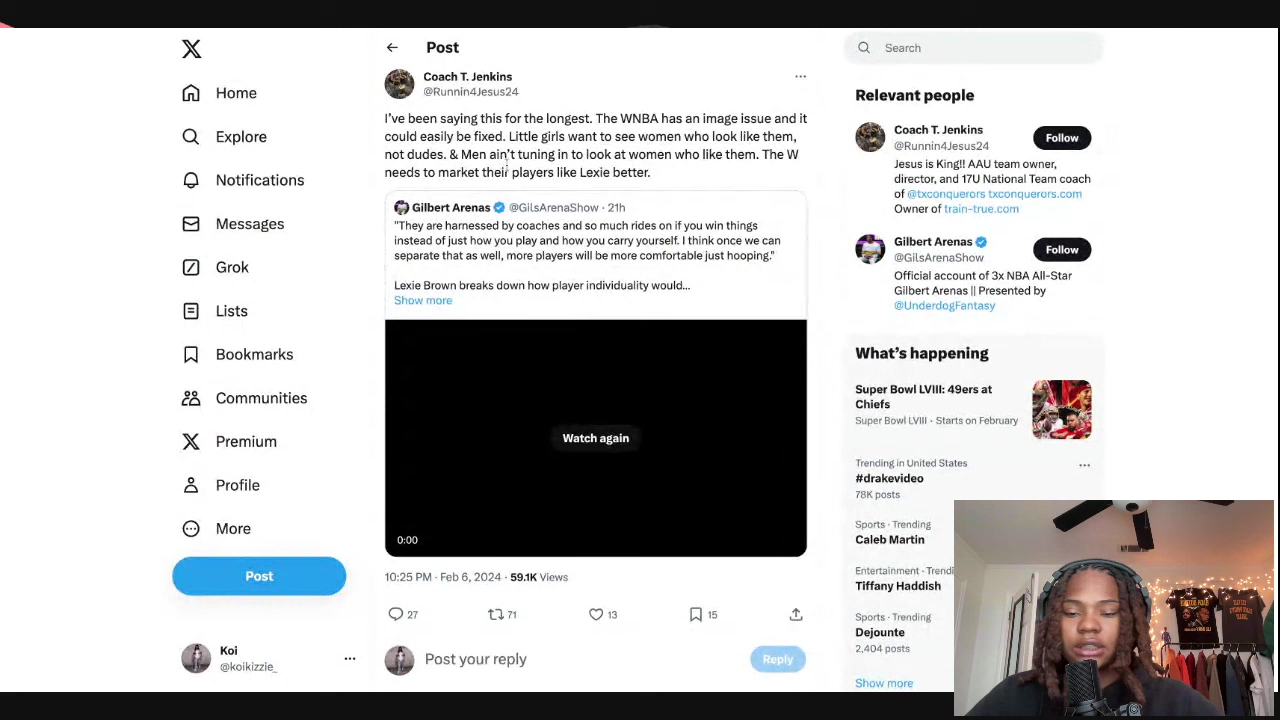 Post
Search
Home
Explore
Notifications
Messages
Grok
Lists
Bookmarks
Communities
Premium
Profile
More
Post
Koi
@koikizzie_
Coach T. Jenkins
@Runnin4Jesus24
I've been saying this for the longest. The WNBA has an image issue and it
could easily be fixed. Little girls want to see women who look like them,
not dudes. & Men ain't tuning in to look at women who like them. The W
needs to market their players like Lexie better.
Gilbert Arenas @GilsArenaShow · 21h
"They are harnessed by coaches and so much rides on if you win things
instead of just how you play and how you carry yourself. I think once we can
separate that as well, more players will be more comfortable just hooping."
Lexie Brown breaks down how player individuality would...
Show more
Watch again
0:00
10:25 PM · Feb 6, 2024 · 59.1K Views
27 71 13 15
Post your reply
Reply
Relevant people
Coach T. Jenkins
@Runnin4Jesus24
Follow
Jesus is King!! AAU team owner,
director, and 17U National Team coach
of @txconquerors txconquerors.com
Owner of train-true.com
Gilbert Arenas
@GilsArenaShow
Follow
Official account of 3x NBA All-Star
Gilbert Arenas || Presented by
@UnderdogFantasy
What's happening
Super Bowl LVIII: 49ers at
Chiefs
Super Bowl LVIII · Starts on February
Trending in United States
#drakevideo
78K posts
Sports · Trending
Caleb Martin
Entertainment · Trendi
Tiffany Haddish
Sports · Trending
Dejounte
2,404 posts
Show more